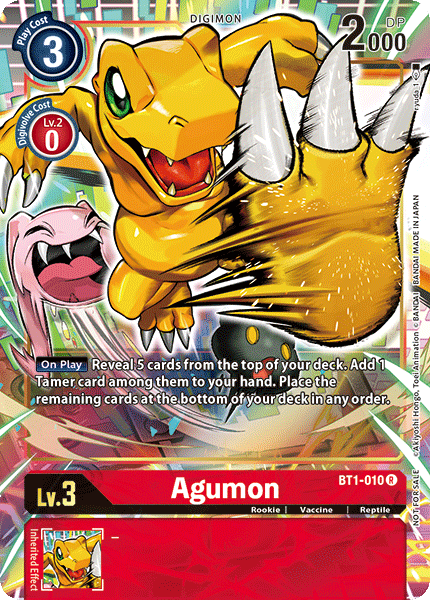 Play Cost
3
DIGIMON
DP
2000
Digivolve Cost
Lv.2
0
On Play Reveal 5 cards from the top of your deck. Add 1
Tamer card among them to your hand. Place the
remaining cards at the bottom of your deck in any order.
Lv.3
Agumon
BT1-010 R
Rookie | Vaccine | Reptile
Inherited Effect
–
ryuda
©Akiyoshi Hongo, Toei Animation ©BANDAI BANDAI MADE IN JAPAN
NOT FOR SALE